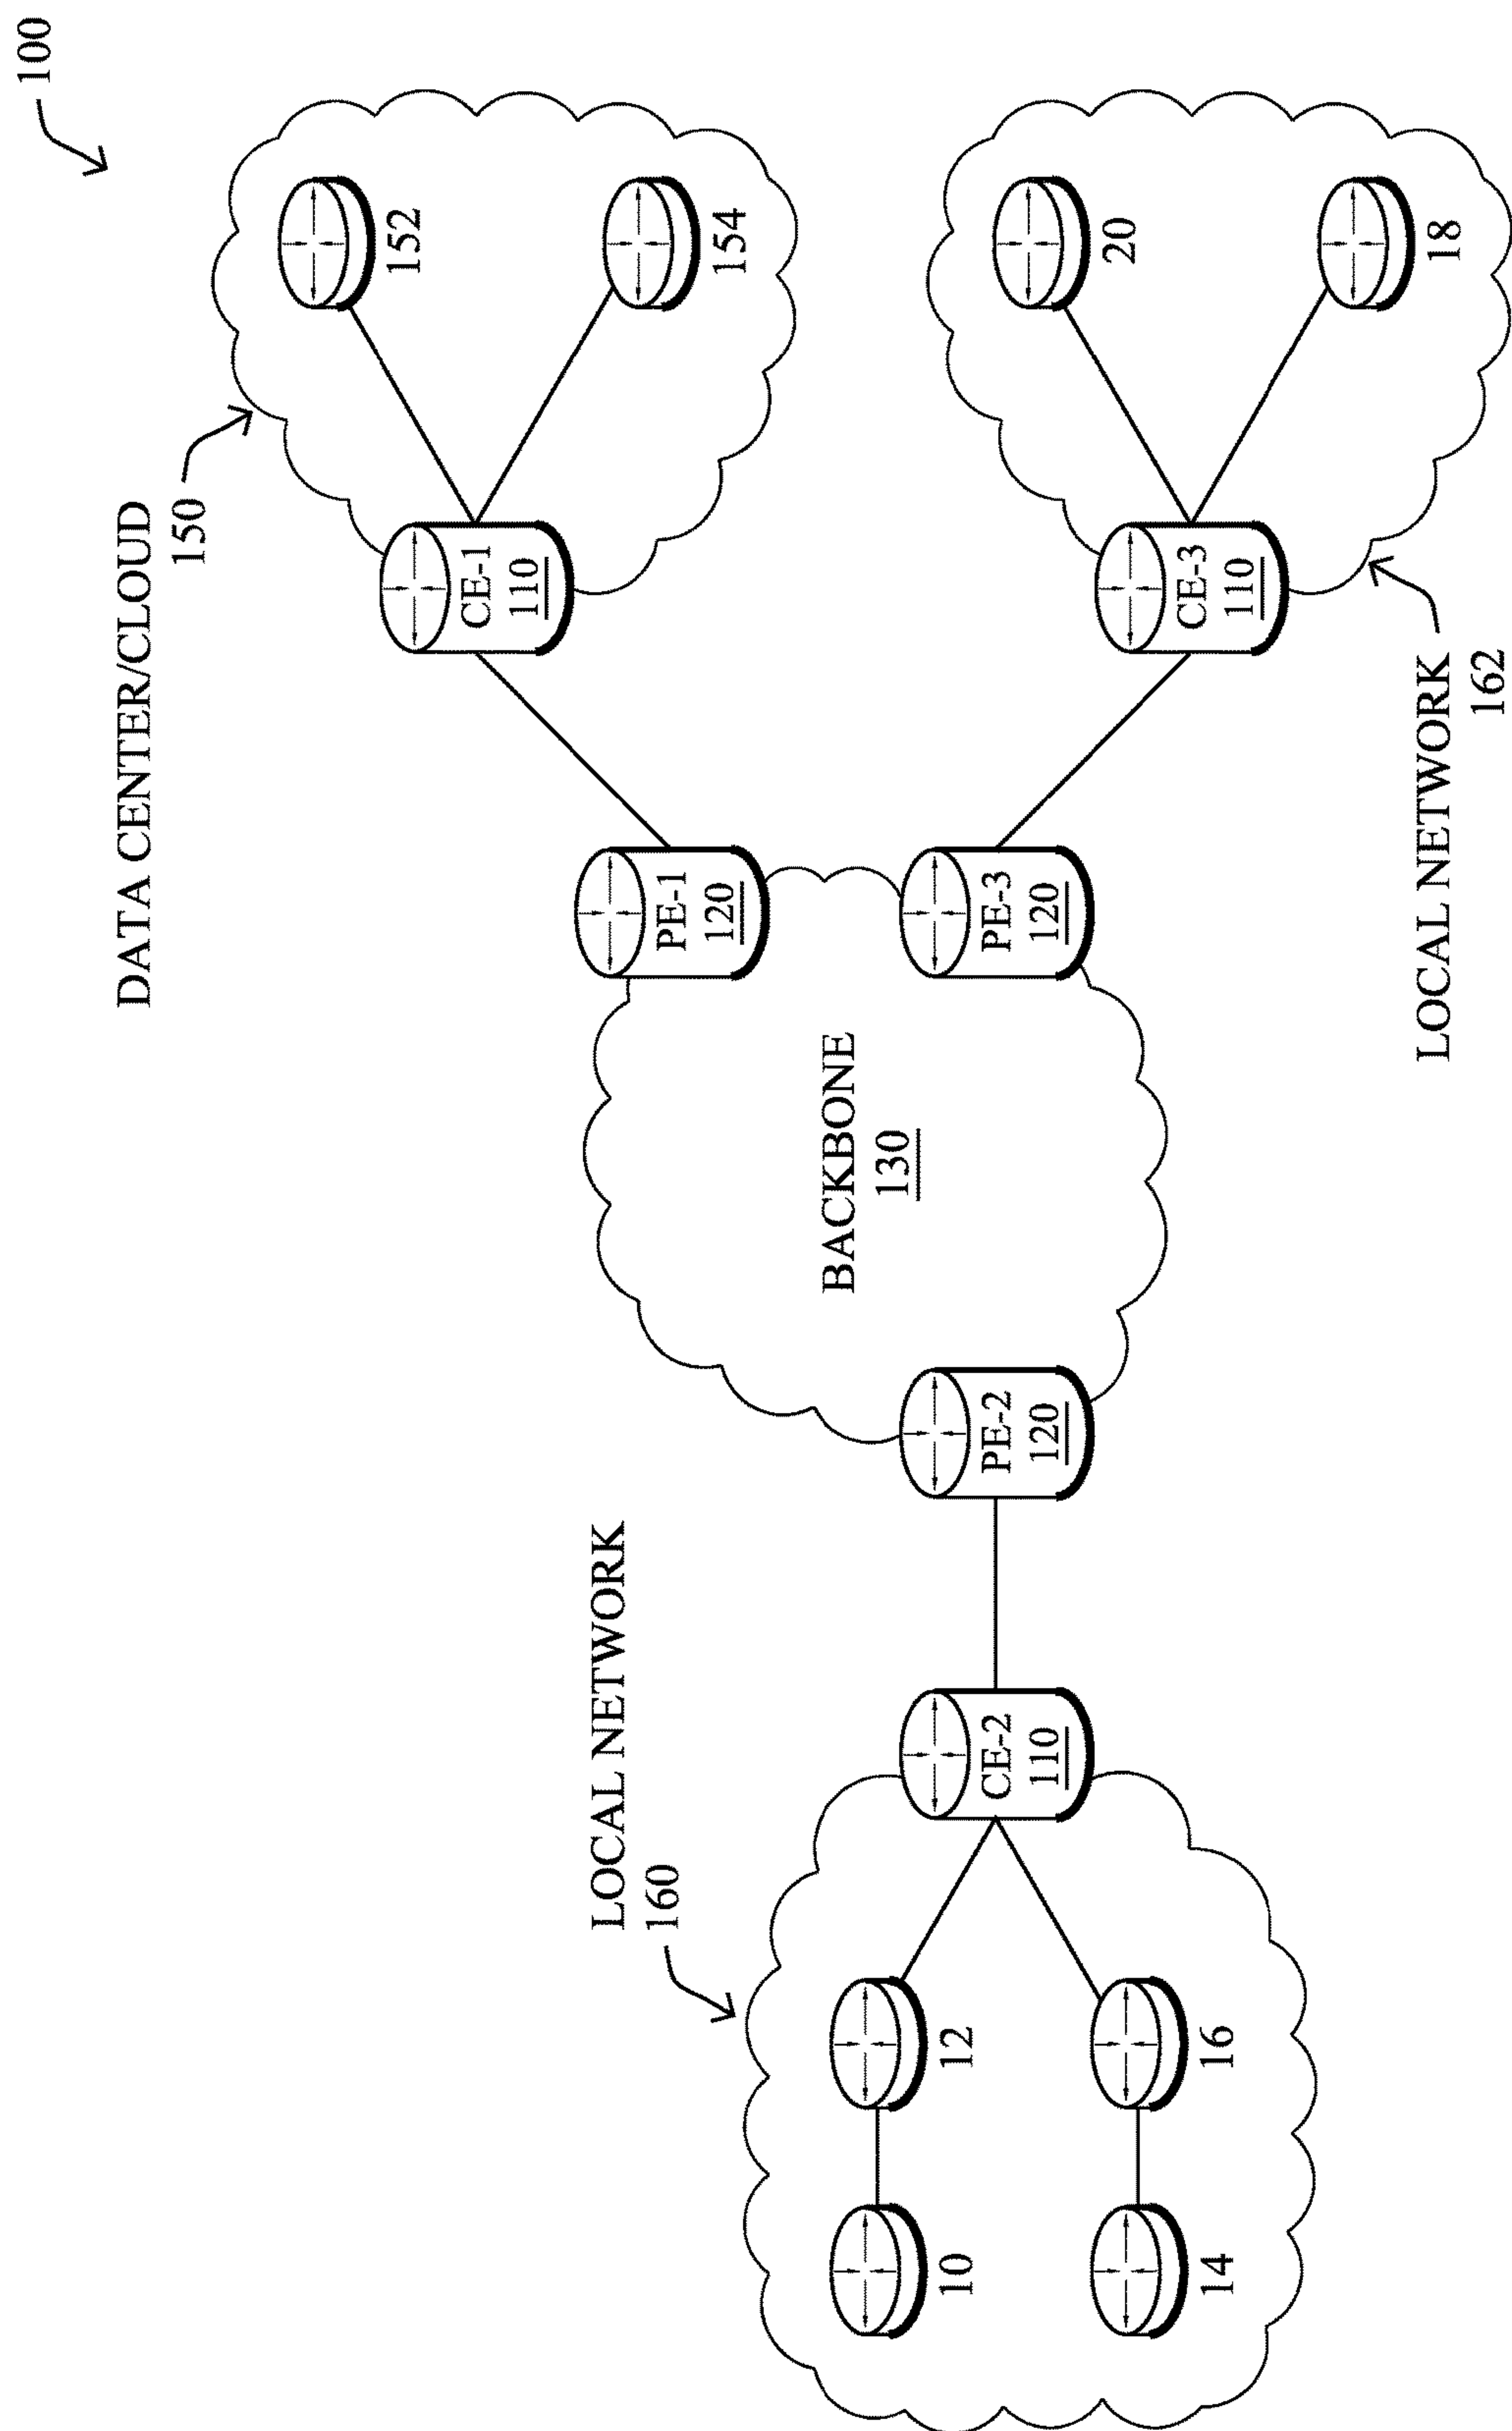 100
DATA CENTER/CLOUD
150
152
154
CE-1
110
PE-1
120
LOCAL NETWORK
160
BACKBONE
130
10
12
14
16
CE-2
110
PE-2
120
PE-3
120
CE-3
110
20
18
LOCAL NETWORK
162